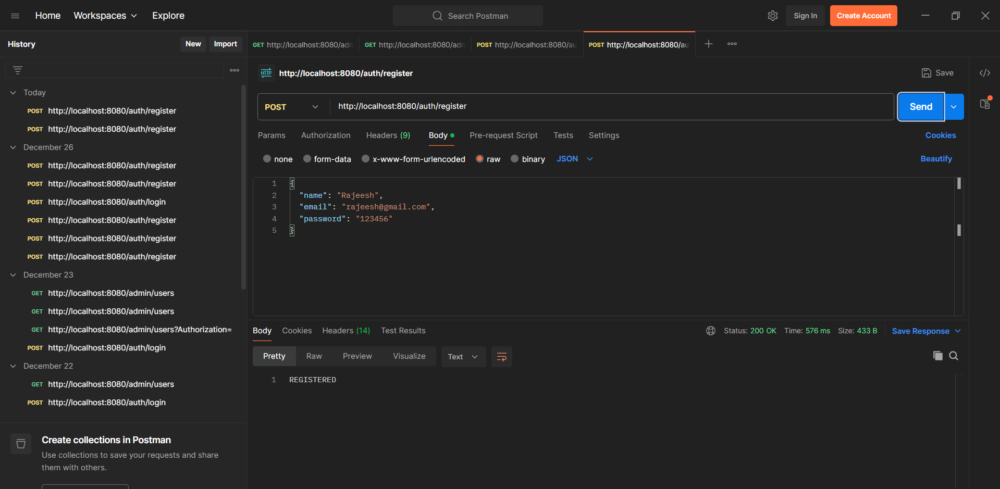 Home Workspaces Explore
Search Postman
Sign In Create Account
History New Import
GET http://localhost:8080/adn
GET http://localhost:8080/adn
POST http://localhost:8080/au
POST http://localhost:8080/au
HTTP http://localhost:8080/auth/register
Save
POST http://localhost:8080/auth/register
Send
Params Authorization Headers (9) Body Pre-request Script Tests Settings
Cookies
none form-data x-www-form-urlencoded raw binary JSON
Beautify
1 {
2 "name": "Rajeesh",
3 "email": "rajeesh@gmail.com",
4 "password": "123456"
5 }
Today
POST http://localhost:8080/auth/register
POST http://localhost:8080/auth/register
December 26
POST http://localhost:8080/auth/register
POST http://localhost:8080/auth/register
POST http://localhost:8080/auth/login
POST http://localhost:8080/auth/register
POST http://localhost:8080/auth/register
POST http://localhost:8080/auth/register
December 23
GET http://localhost:8080/admin/users
GET http://localhost:8080/admin/users
GET http://localhost:8080/admin/users?Authorization=
POST http://localhost:8080/auth/login
December 22
GET http://localhost:8080/admin/users
POST http://localhost:8080/auth/login
Create collections in Postman
Use collections to save your requests and share
them with others.
Body Cookies Headers (14) Test Results
Status: 200 OK Time: 576 ms Size: 433 B Save Response
Pretty Raw Preview Visualize Text
1 REGISTERED